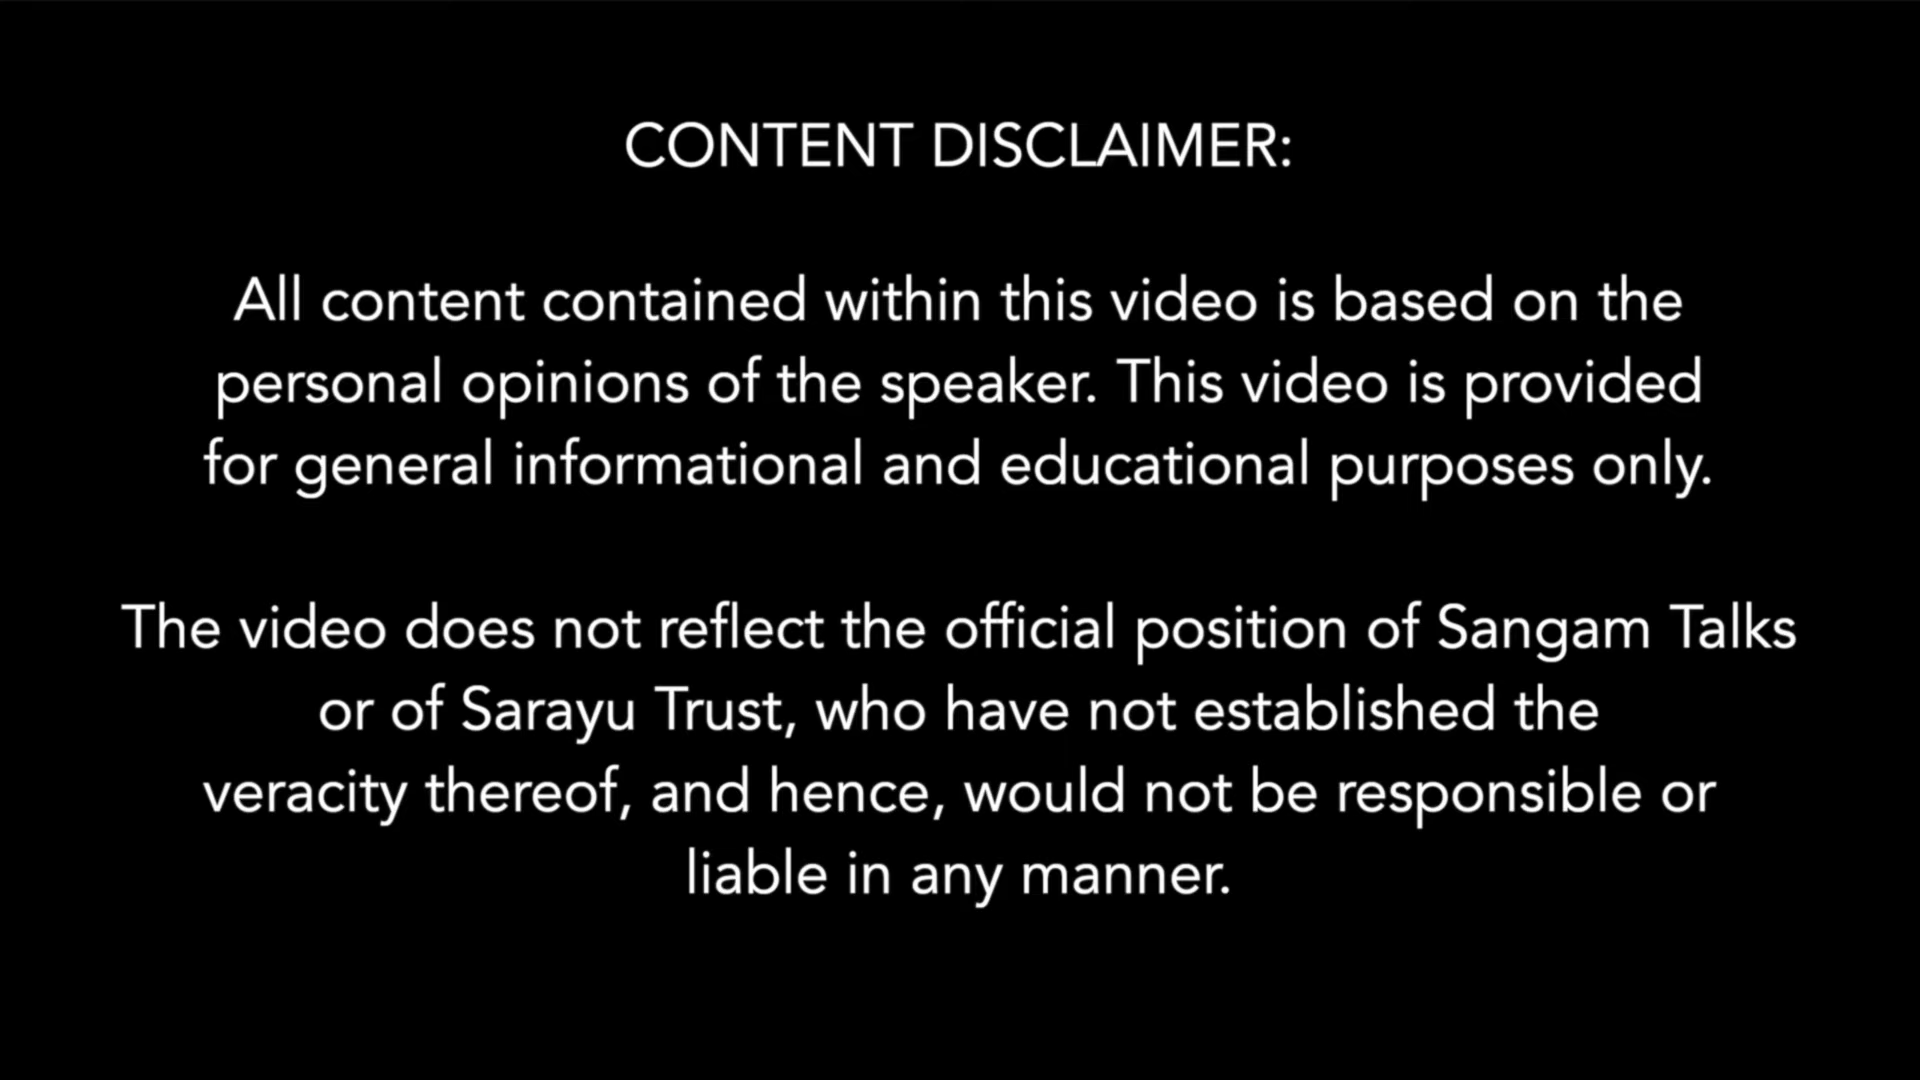 CONTENT DISCLAIMER:
All content contained within this video is based on the
personal opinions of the speaker. This video is provided
for general informational and educational purposes only.
The video does not reflect the official position of Sangam Talks
or of Sarayu Trust, who have not established the
veracity thereof, and hence, would not be responsible or
liable in any manner.